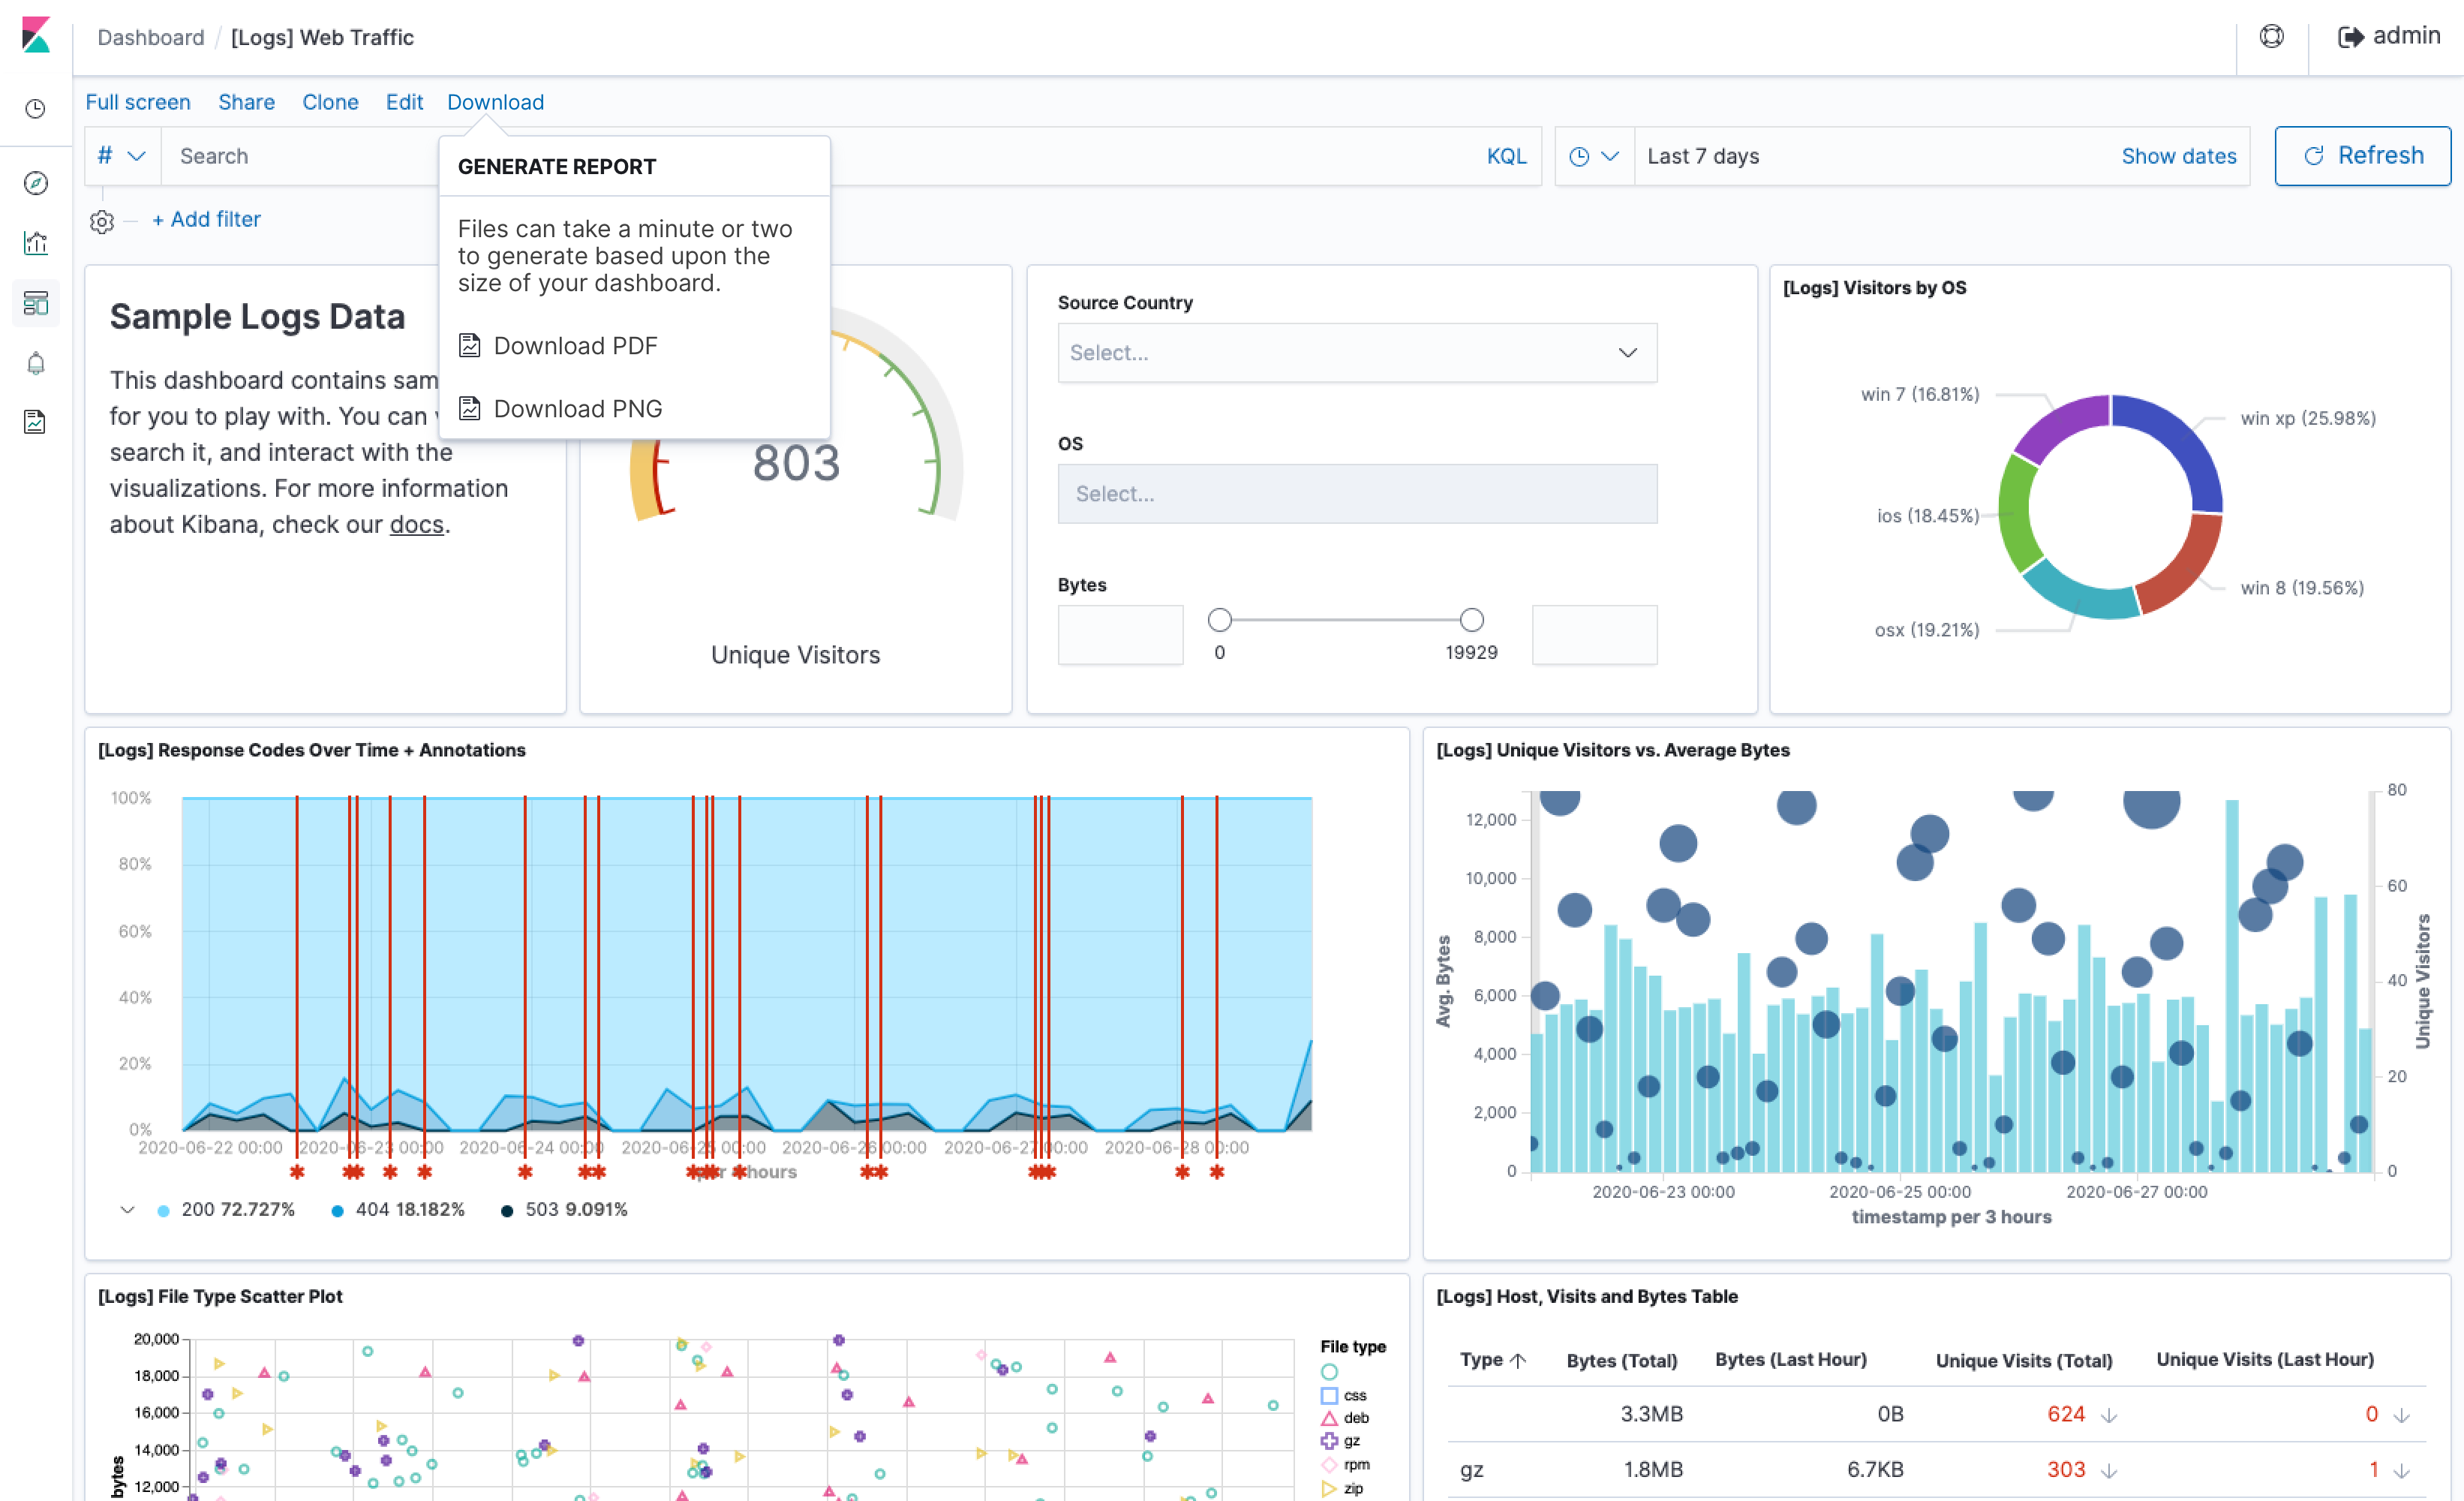 Dashboard / [Logs] Web Traffic
admin
Full screen Share Clone Edit Download
# Search
KQL
Last 7 days
Show dates
Refresh
+ Add filter
GENERATE REPORT
Files can take a minute or two
to generate based upon the
size of your dashboard.
Download PDF
Download PNG
Sample Logs Data
This dashboard contains sam
for you to play with. You can
search it, and interact with the
visualizations. For more information
about Kibana, check our docs.
803
Unique Visitors
Source Country
Select...
OS
Select...
Bytes
0
19929
[Logs] Visitors by OS
win 7 (16.81%)
win xp (25.98%)
ios (18.45%)
win 8 (19.56%)
osx (19.21%)
[Logs] Response Codes Over Time + Annotations
100%
80%
60%
40%
20%
0%
2020-06-22 00:00 2020-06-23 00:00 2020-06-24 00:00 2020-06-25 00:00 2020-06-26 00:00 2020-06-27 00:00 2020-06-28 00:00
hours
200 72.727% 404 18.182% 503 9.091%
[Logs] Unique Visitors vs. Average Bytes
12,000
10,000
8,000
6,000
4,000
2,000
0
Avg. Bytes
80
60
40
20
0
Unique Visitors
2020-06-23 00:00 2020-06-25 00:00 2020-06-27 00:00
timestamp per 3 hours
[Logs] File Type Scatter Plot
20,000
18,000
16,000
14,000
12,000
bytes
File type
css
deb
gz
rpm
zip
[Logs] Host, Visits and Bytes Table
Type Bytes (Total) Bytes (Last Hour) Unique Visits (Total) Unique Visits (Last Hour)
3.3MB 0B 624 0
gz 1.8MB 6.7KB 303 1